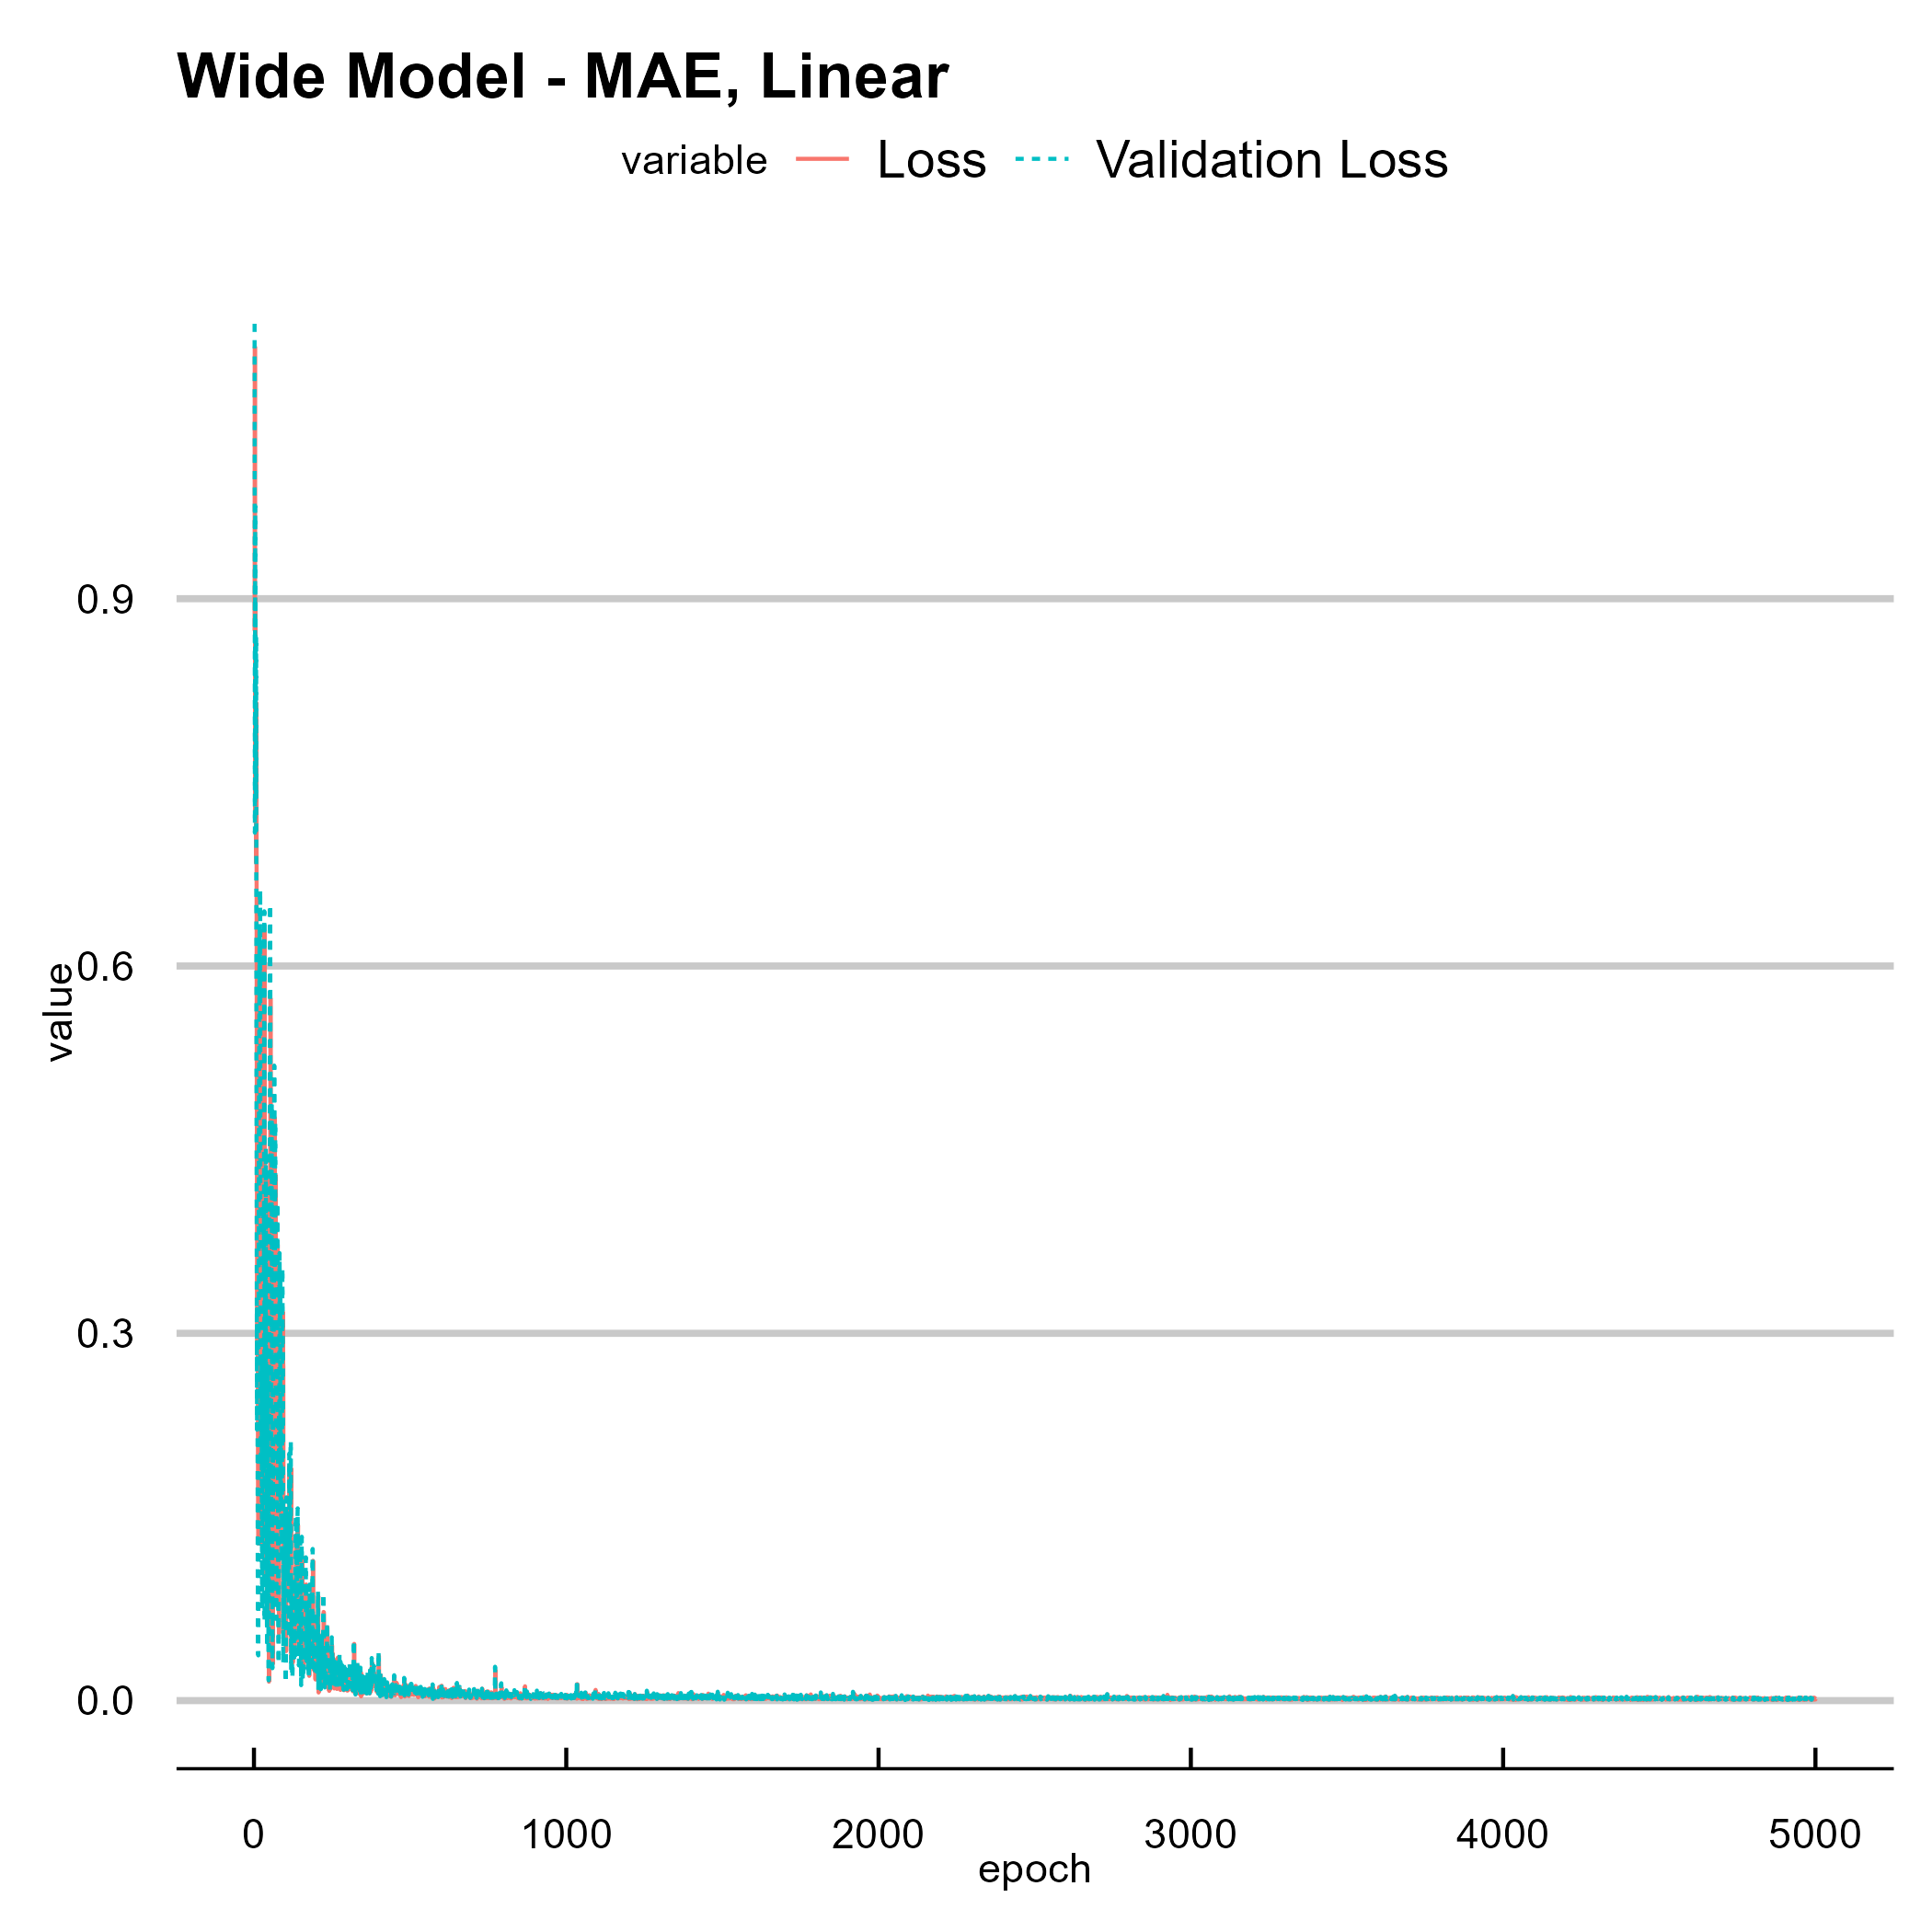 Wide Model - MAE, Linear
variable Loss Validation Loss
0.9
0.6
0.3
0.0
value
0 1000 2000 3000 4000 5000
epoch